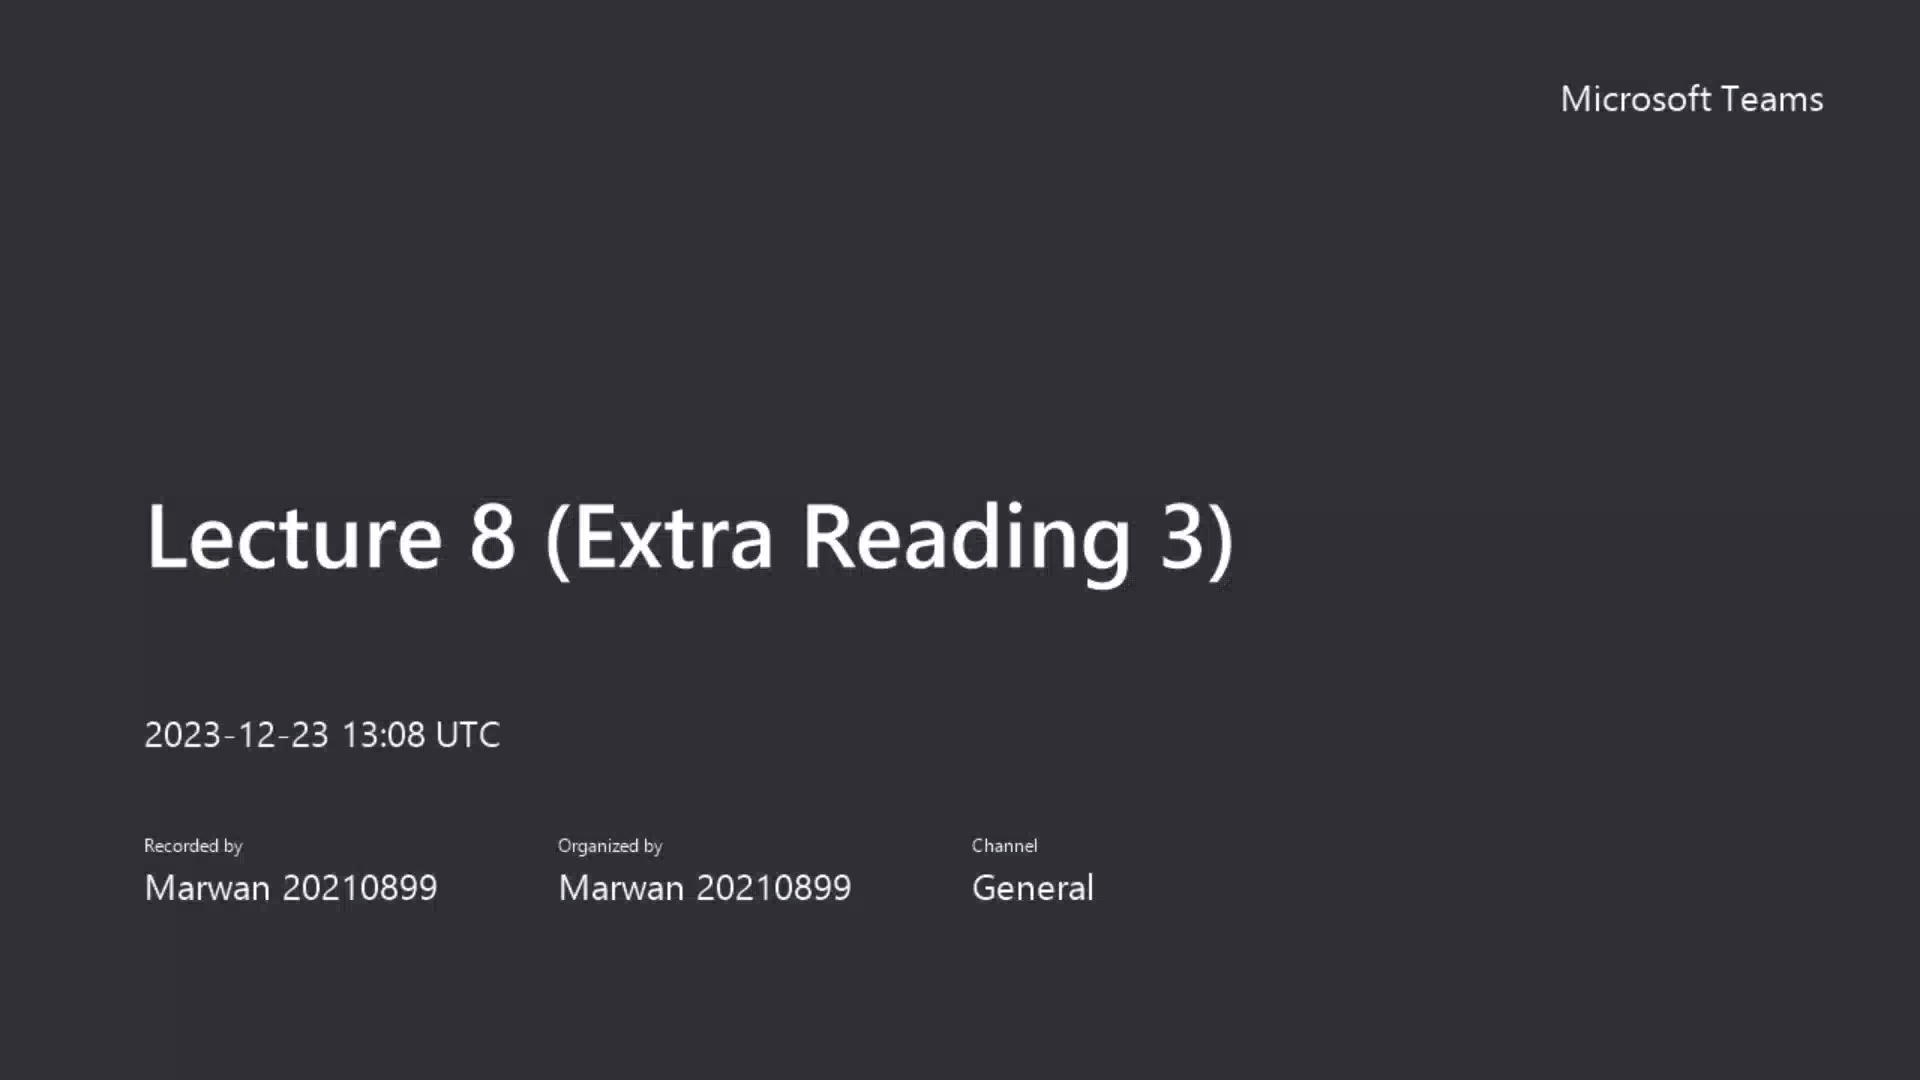 Microsoft Teams
Lecture 8 (Extra Reading 3)
2023-12-23 13:08 UTC
Recorded by
Marwan 20210899
Organized by
Marwan 20210899
Channel
General